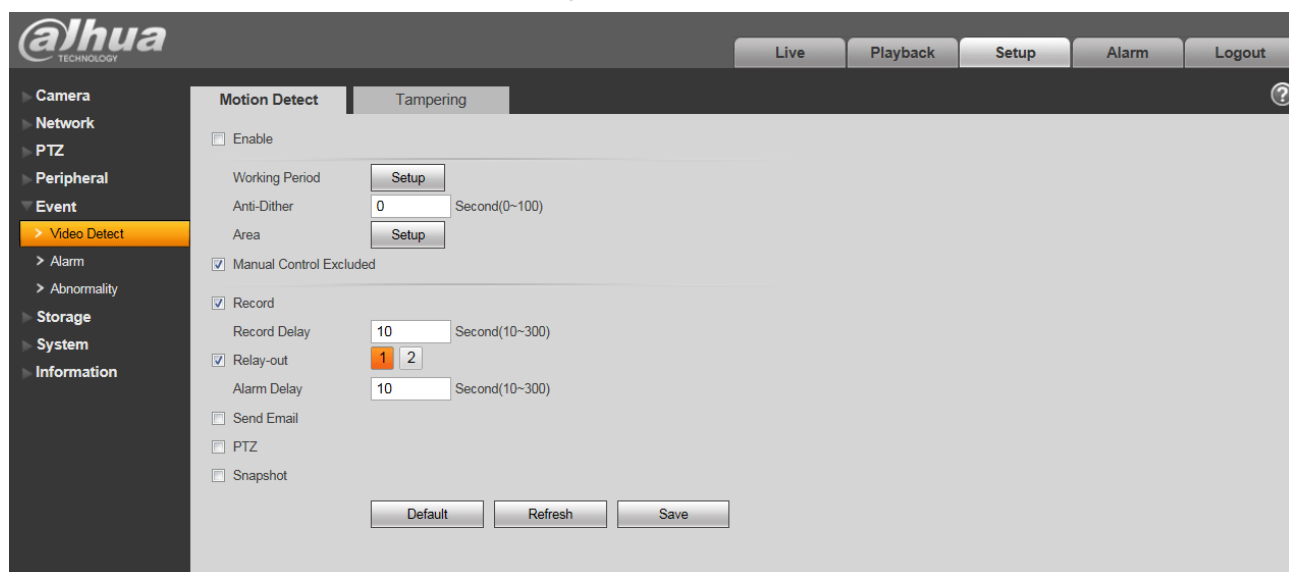 alhua
TECHNOLOGY
Live Playback Setup Alarm Logout
?
Camera
Network
PTZ
Peripheral
Event
> Video Detect
> Alarm
> Abnormality
Storage
System
Information
Motion Detect Tampering
Enable
Working Period Setup
Anti-Dither 0 Second(0~100)
Area Setup
Manual Control Excluded
Record
Record Delay 10 Second(10~300)
Relay-out 1 2
Alarm Delay 10 Second(10~300)
Send Email
PTZ
Snapshot
Default Refresh Save